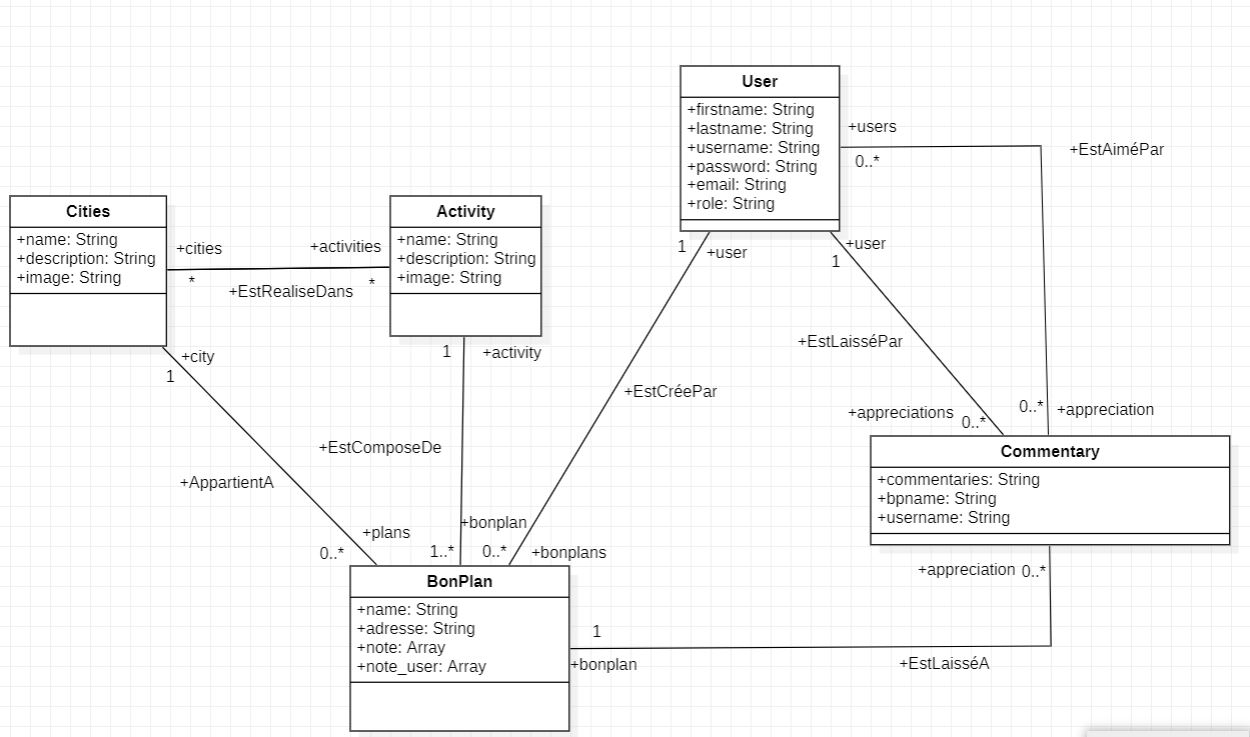 User
+firstname: String
+lastname: String
+username: String
+password: String
+email: String
+role: String
+users
0..*
+EstAiméPar
Cities
+name: String
+description: String
+image: String
+cities
*
+EstRealiseDans
+activities
*
Activity
+name: String
+description: String
+image: String
1
+user
+user
1
+city
1
1
+activity
+EstLaisséPar
+EstCréePar
+EstComposeDe
+AppartientA
+appreciations
0..*
0..*
+appreciation
Commentary
+commentaries: String
+bpname: String
+username: String
+plans
0..*
+bonplan
1..*
0..*
+bonplans
+appreciation
0..*
BonPlan
+name: String
+adresse: String
+note: Array
+note_user: Array
1
+bonplan
+EstLaisséA